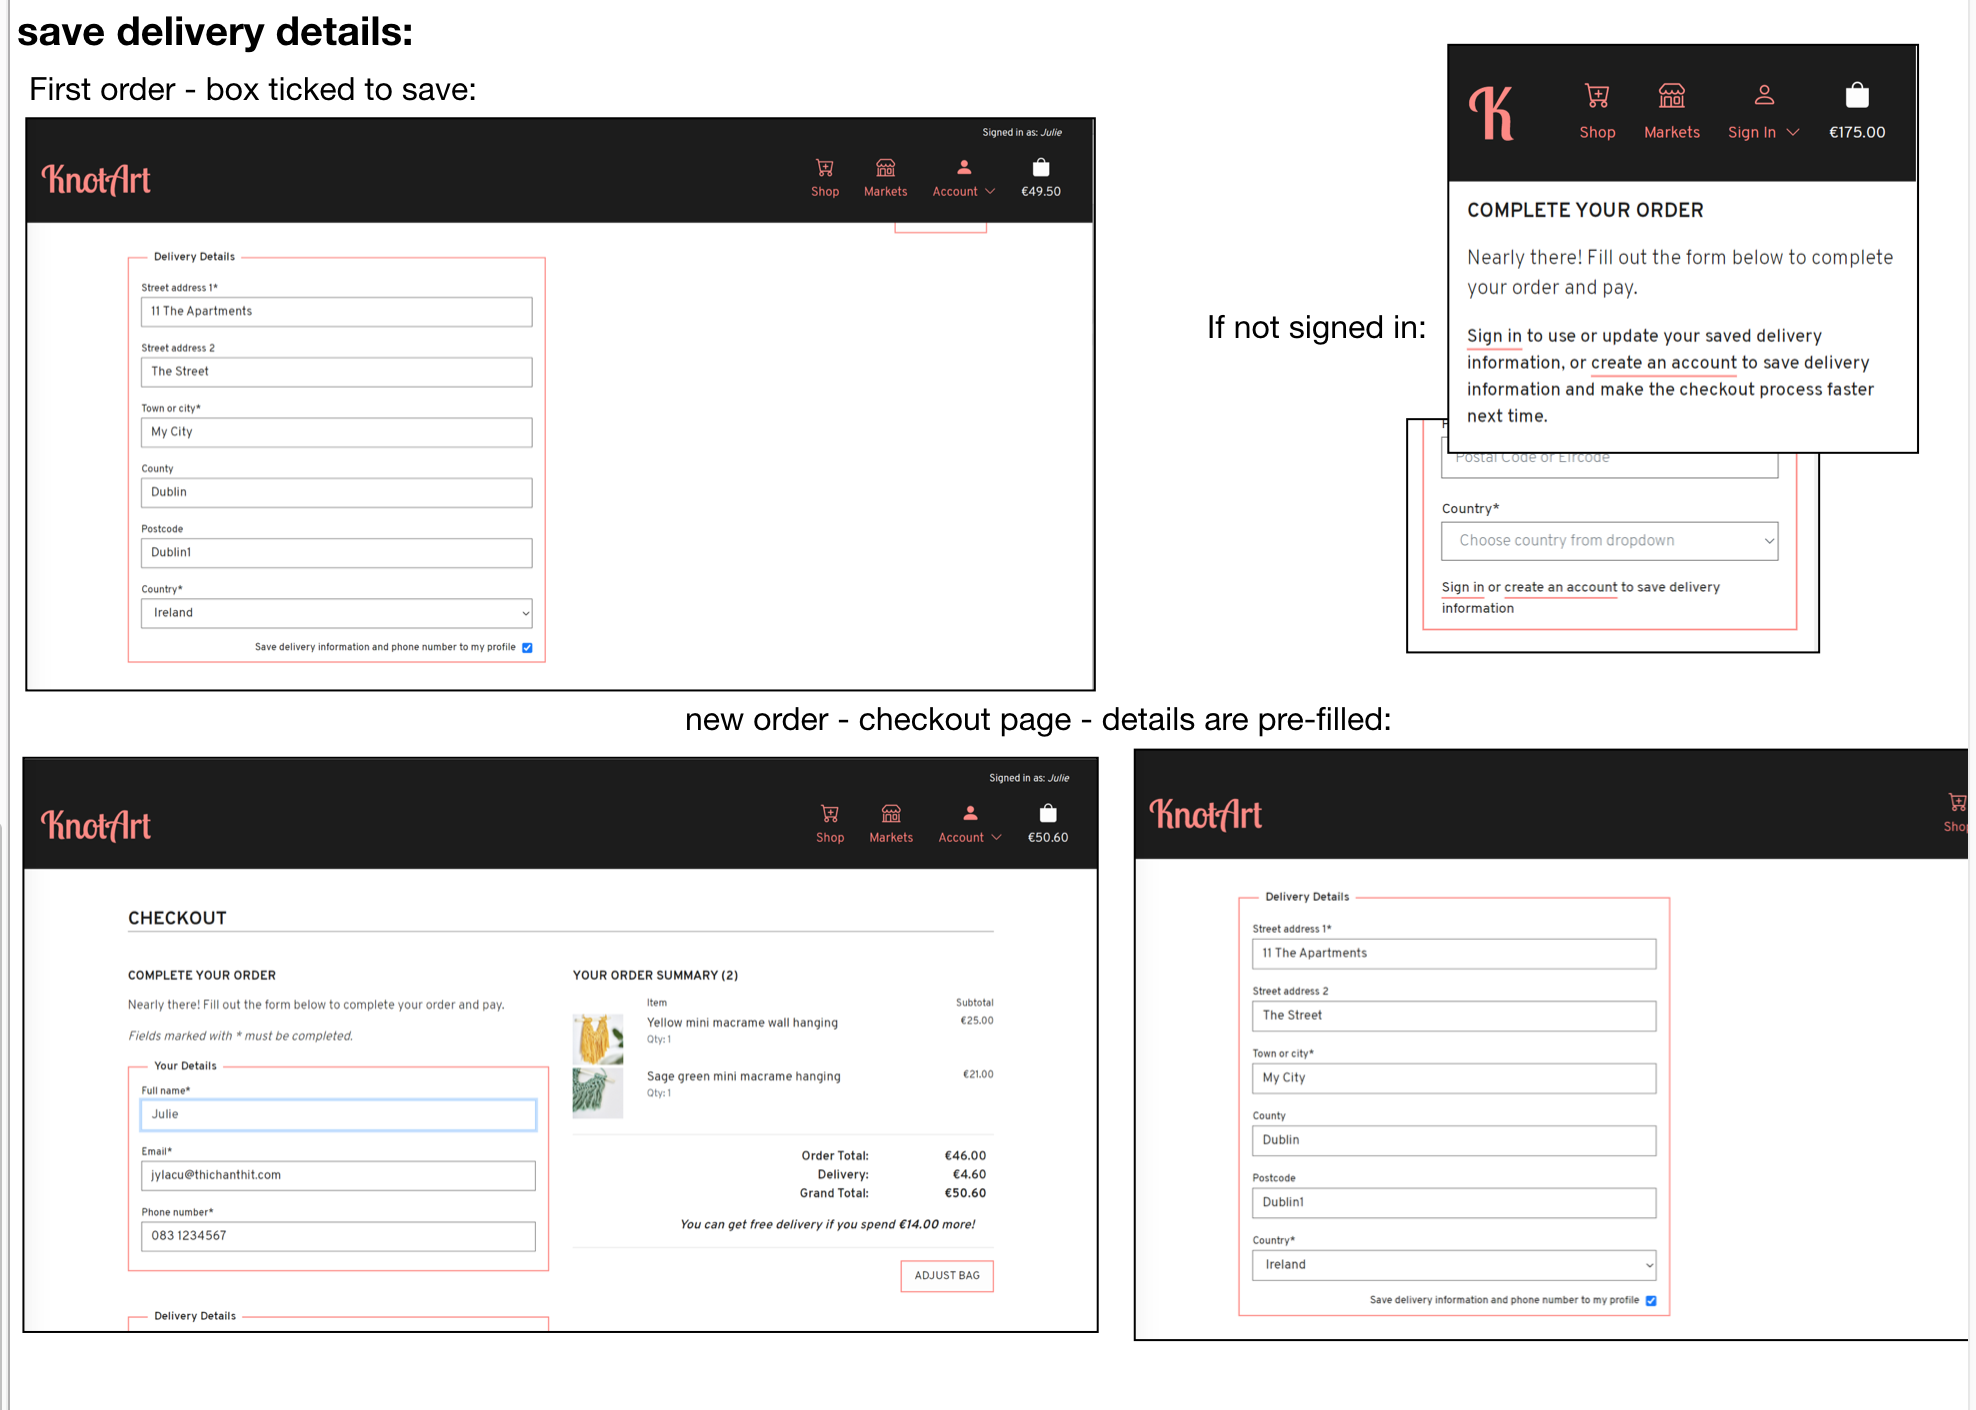 save delivery details:
First order - box ticked to save:
Signed in as: Julie
KnotArt
Shop
Markets
Account
€49.50
Delivery Details
Street address 1*
11 The Apartments
Street address 2
The Street
Town or city*
My City
County
Dublin
Postcode
Dublin1
Country*
Ireland
Save delivery information and phone number to my profile
If not signed in:
K
Shop
Markets
Sign In
€175.00
COMPLETE YOUR ORDER
Nearly there! Fill out the form below to complete
your order and pay.
Sign in to use or update your saved delivery
information, or create an account to save delivery
information and make the checkout process faster
next time.
Postal Code or Eircode
Country*
Choose country from dropdown
Sign in or create an account to save delivery
information
new order - checkout page - details are pre-filled:
Signed in as: Julie
KnotArt
Shop
Markets
Account
€50.60
CHECKOUT
COMPLETE YOUR ORDER
Nearly there! Fill out the form below to complete your order and pay.
Fields marked with * must be completed.
Your Details
Full name*
Julie
Email*
jylacu@thichanthit.com
Phone number*
083 1234567
Delivery Details
YOUR ORDER SUMMARY (2)
Item Subtotal
Yellow mini macrame wall hanging €25.00
Qty: 1
Sage green mini macrame hanging €21.00
Qty: 1
Order Total: €46.00
Delivery: €4.60
Grand Total: €50.60
You can get free delivery if you spend €14.00 more!
ADJUST BAG
KnotArt
Sho
Delivery Details
Street address 1*
11 The Apartments
Street address 2
The Street
Town or city*
My City
County
Dublin
Postcode
Dublin1
Country*
Ireland
Save delivery information and phone number to my profile